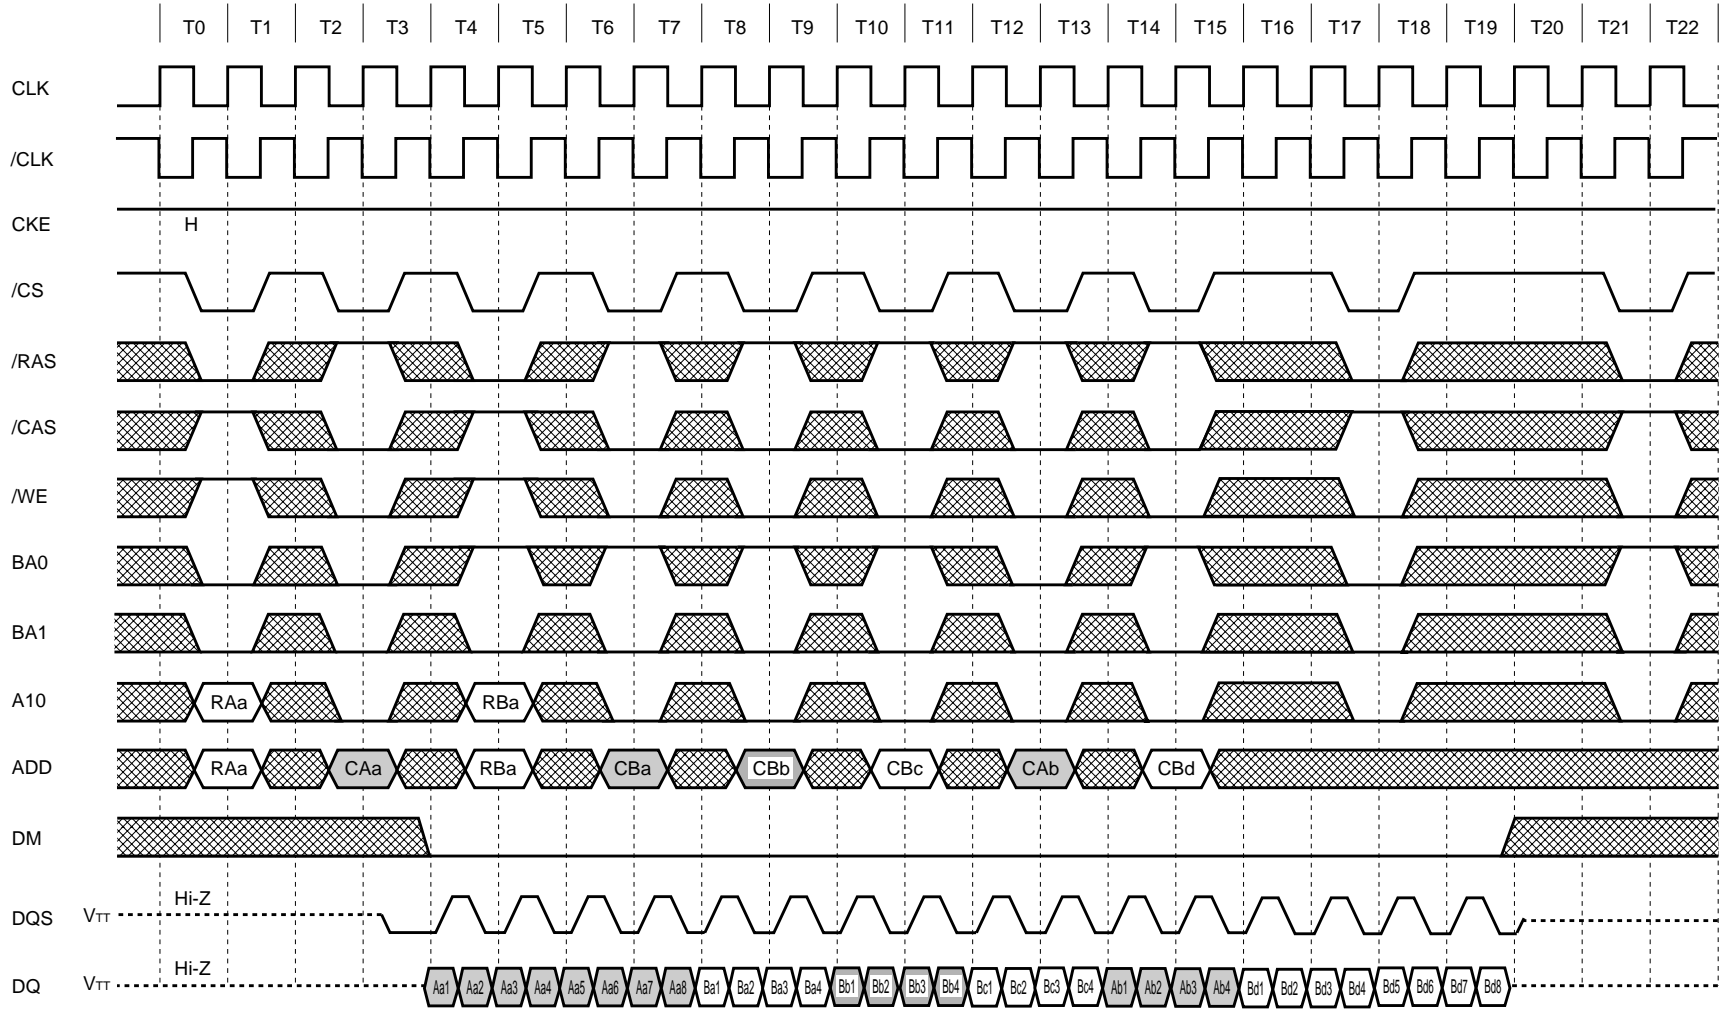 T0 T1 T2 T3 T4 T5 T6 T7 T8 T9 T10 T11 T12 T13 T14 T15 T16 T17 T18 T19 T20 T21 T22
CLK
/CLK
CKE H
/CS
/RAS
/CAS
/WE
BA0
BA1
A10 RAa RBa
ADD RAa CAa RBa CBa CBb CBc CAb CBd
DM
Hi-Z
DQS VTT
Hi-Z
DQ VTT Aa1 Aa2 Aa3 Aa4 Aa5 Aa6 Aa7 Aa8 Ba1 Ba2 Ba3 Ba4 Bb1 Bb2 Bb3 Bb4 Bc1 Bc2 Bc3 Bc4 Ab1 Ab2 Ab3 Ab4 Bd1 Bd2 Bd3 Bd4 Bd5 Bd6 Bd7 Bd8